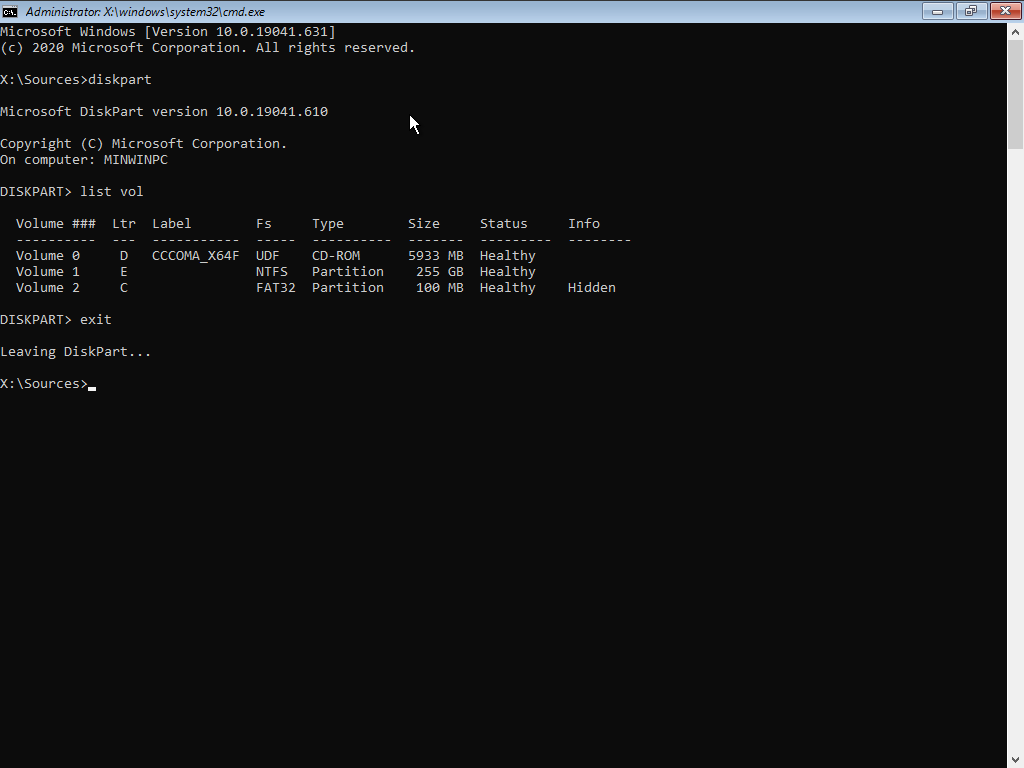 Administrator: X:\windows\system32\cmd.exe
Microsoft Windows [Version 10.0.19041.631]
(c) 2020 Microsoft Corporation. All rights reserved.
X:\Sources>diskpart
Microsoft DiskPart version 10.0.19041.610
Copyright (C) Microsoft Corporation.
On computer: MINWINPC
DISKPART> list vol
  Volume ###  Ltr  Label        Fs     Type        Size     Status     Info
  ----------  ---  -----------  -----  ----------  -------  ---------  --------
  Volume 0     D   CCCOMA_X64F  UDF    CD-ROM      5933 MB  Healthy
  Volume 1     E                NTFS   Partition    255 GB  Healthy
  Volume 2     C                FAT32  Partition    100 MB  Healthy    Hidden
DISKPART> exit
Leaving DiskPart...
X:\Sources>